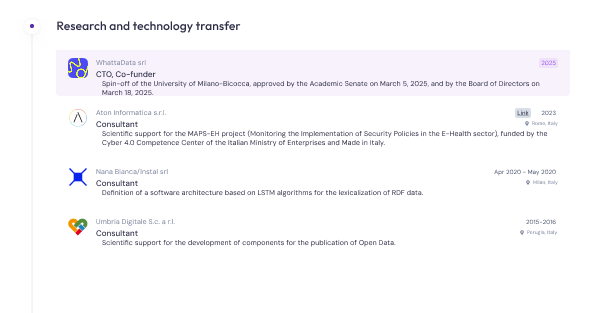 Research and technology transfer
WhattaData srl
2025
CTO, Co-founder
Spin-off of the University of Milano-Bicocca, approved by the Academic Senate on March 5, 2025, and by the Board of Directors on
March 18, 2025.
Aton Informatica s.r.l.
Link 2023
Consultant
Rome, Italy
Scientific support for the MAPS-EH project (Monitoring the Implementation of Security Policies in the E-Health sector), funded by the
Cyber 4.0 Competence Center of the Italian Ministry of Enterprises and Made in Italy.
Nana Bianca/Instal srl
Apr 2020 - May 2020
Consultant
Milan, Italy
Definition of a software architecture based on LSTM algorithms for the lexicalization of RDF data.
Umbria Digitale S.c. a r.l.
2015-2016
Consultant
Perugia, Italy
Scientific support for the development of components for the publication of Open Data.